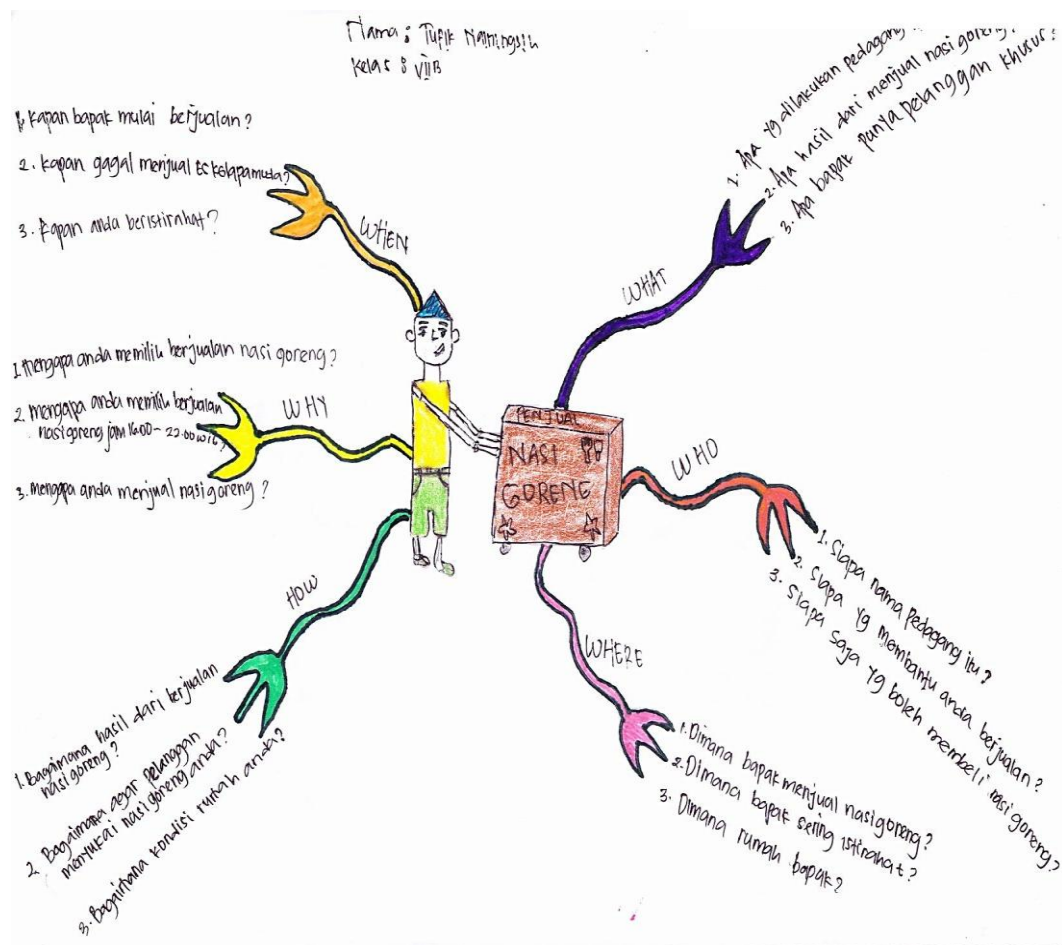 Nama : Tufik Naningsih
Kelas : VIIB
1. Kapan bapak mulai berjualan?
2. Kapan gagal menjual es kelapa muda?
3. Kapan anda beristirahat?
WHEN
1. Apa yg dilakukan pedagang
2. Apa hasil dari menjual nasi goreng?
3. Apa bapak punya pelanggan khusus?
WHAT
1. mengapa anda memilih berjualan nasi goreng?
2. mengapa anda memilih berjualan
nasi goreng jam 16.00 - 22.00 wib?
3. mengapa anda menjual nasi goreng?
WHY
PENJUAL
NASI
GORENG
WHO
1. Siapa nama pedagang itu?
2. Siapa yg membantu anda berjualan?
3. Siapa saja yg boleh membeli nasi goreng?
HOW
1. Bagaimana hasil dari berjualan
nasi goreng?
2. Bagaimana agar pelanggan
menyukai nasi goreng anda?
3. Bagaimana kondisi rumah anda?
WHERE
1. Dimana bapak menjual nasi goreng?
2. Dimana bapak sering istirahat?
3. Dimana rumah bapak?